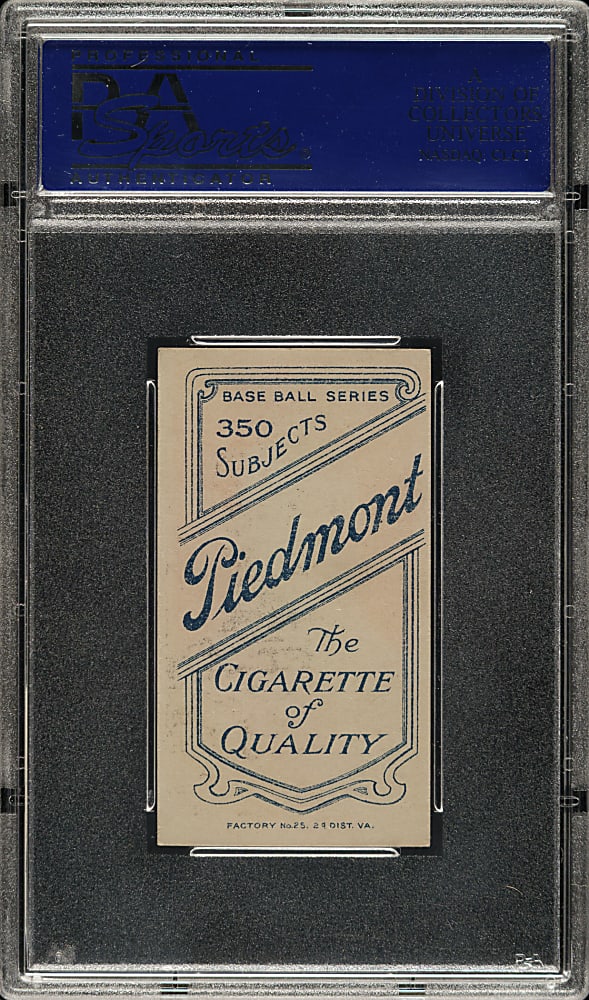 PROFESSIONAL
PSA
Sports
AUTHENTICATOR
A
DIVISION OF
COLLECTORS
UNIVERSE
NASDAQ: CLCT
BASE BALL SERIES
350
SUBJECTS
Piedmont
The
CIGARETTE
of
QUALITY
FACTORY No.25. 2d DIST. VA.
PSA